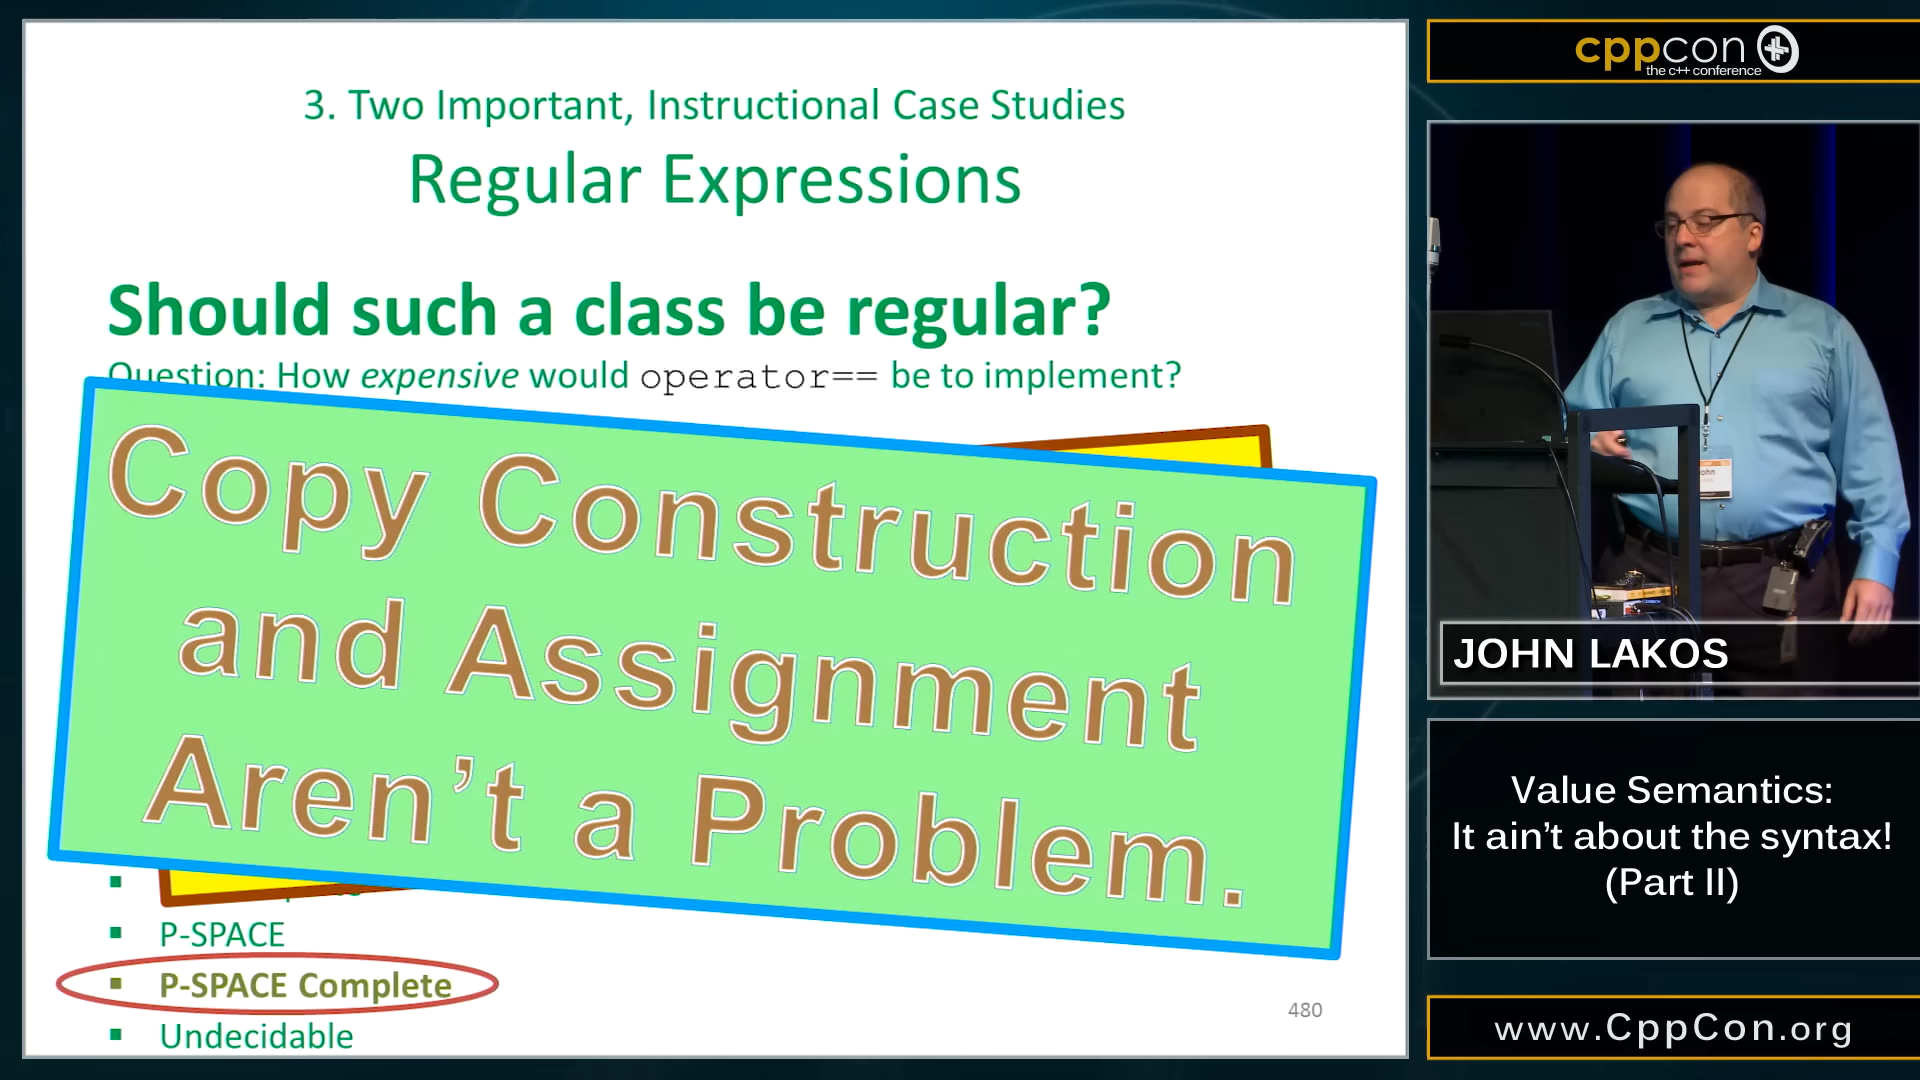 3. Two Important, Instructional Case Studies
Regular Expressions
Should such a class be regular?
Question: How expensive would operator== be to implement?
Copy Construction
and Assignment
Aren’t a Problem.
▪
▪ P-SPACE
▪ P-SPACE Complete
▪ Undecidable
480
cppcon
the c++ conference
JOHN LAKOS
Value Semantics:
It ain’t about the syntax!
(Part II)
www.CppCon.org